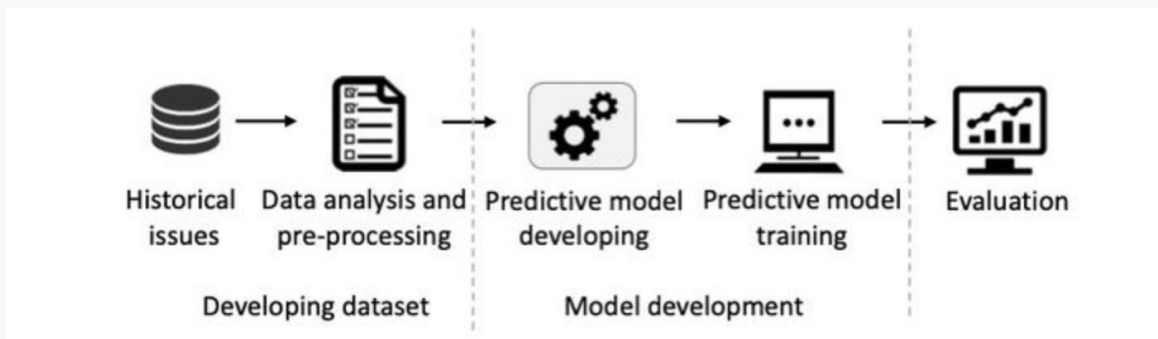 Historical
issues
Data analysis and
pre-processing
Predictive model
developing
Predictive model
training
Evaluation
Developing dataset
Model development